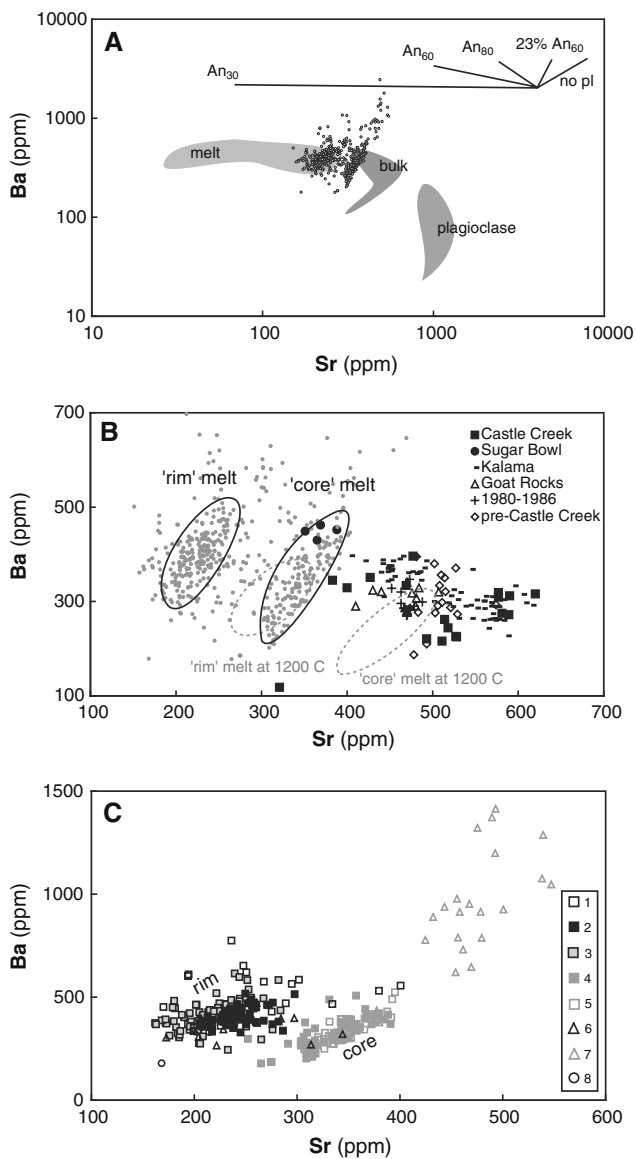 A
10000
1000
100
10
Ba (ppm)
An30
An60
An80
23% An60
no pl
melt
bulk
plagioclase
10
100
1000
10000
Sr (ppm)
B
700
500
300
100
Ba (ppm)
'rim' melt
'core' melt
Castle Creek
Sugar Bowl
Kalama
Goat Rocks
1980-1986
pre-Castle Creek
'rim' melt at 1200 C
'core' melt at 1200 C
100
200
300
400
500
600
700
Sr (ppm)
C
1500
1000
500
0
Ba (ppm)
rim
core
1
2
3
4
5
6
7
8
100
200
300
400
500
600
Sr (ppm)